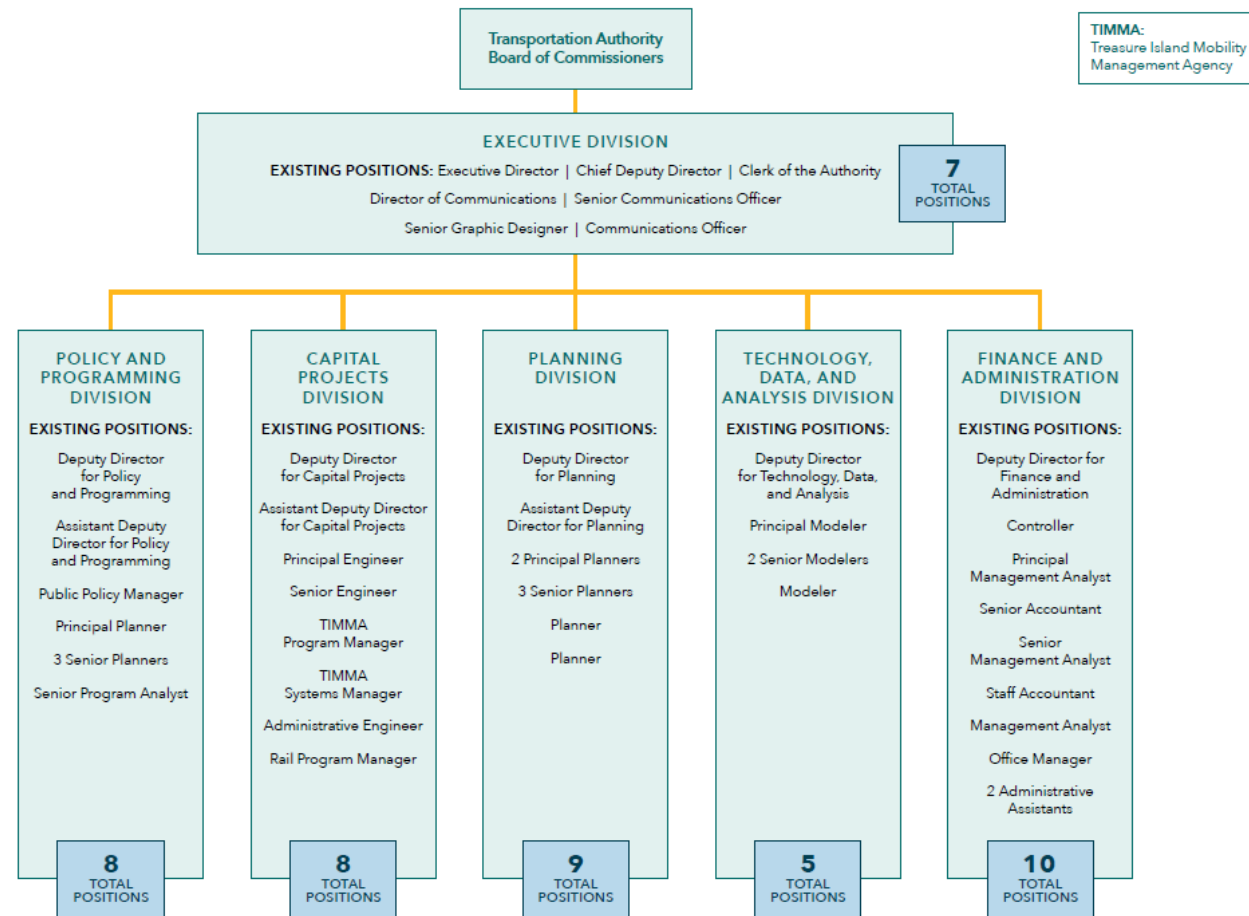 Transportation Authority
Board of Commissioners
TIMMA:
Treasure Island Mobility
Management Agency
EXECUTIVE DIVISION
EXISTING POSITIONS: Executive Director | Chief Deputy Director | Clerk of the Authority
Director of Communications | Senior Communications Officer
Senior Graphic Designer | Communications Officer
7
TOTAL
POSITIONS
POLICY AND
PROGRAMMING
DIVISION
EXISTING POSITIONS:
Deputy Director
for Policy
and Programming
Assistant Deputy
Director for Policy
and Programming
Public Policy Manager
Principal Planner
3 Senior Planners
Senior Program Analyst
8
TOTAL
POSITIONS
CAPITAL
PROJECTS
DIVISION
EXISTING POSITIONS:
Deputy Director
for Capital Projects
Assistant Deputy Director
for Capital Projects
Principal Engineer
Senior Engineer
TIMMA
Program Manager
TIMMA
Systems Manager
Administrative Engineer
Rail Program Manager
8
TOTAL
POSITIONS
PLANNING
DIVISION
EXISTING POSITIONS:
Deputy Director
for Planning
Assistant Deputy
Director for Planning
2 Principal Planners
3 Senior Planners
Planner
Planner
9
TOTAL
POSITIONS
TECHNOLOGY,
DATA, AND
ANALYSIS DIVISION
EXISTING POSITIONS:
Deputy Director
for Technology, Data,
and Analysis
Principal Modeler
2 Senior Modelers
Modeler
5
TOTAL
POSITIONS
FINANCE AND
ADMINISTRATION
DIVISION
EXISTING POSITIONS:
Deputy Director for
Finance and
Administration
Controller
Principal
Management Analyst
Senior Accountant
Senior
Management Analyst
Staff Accountant
Management Analyst
Office Manager
2 Administrative
Assistants
10
TOTAL
POSITIONS